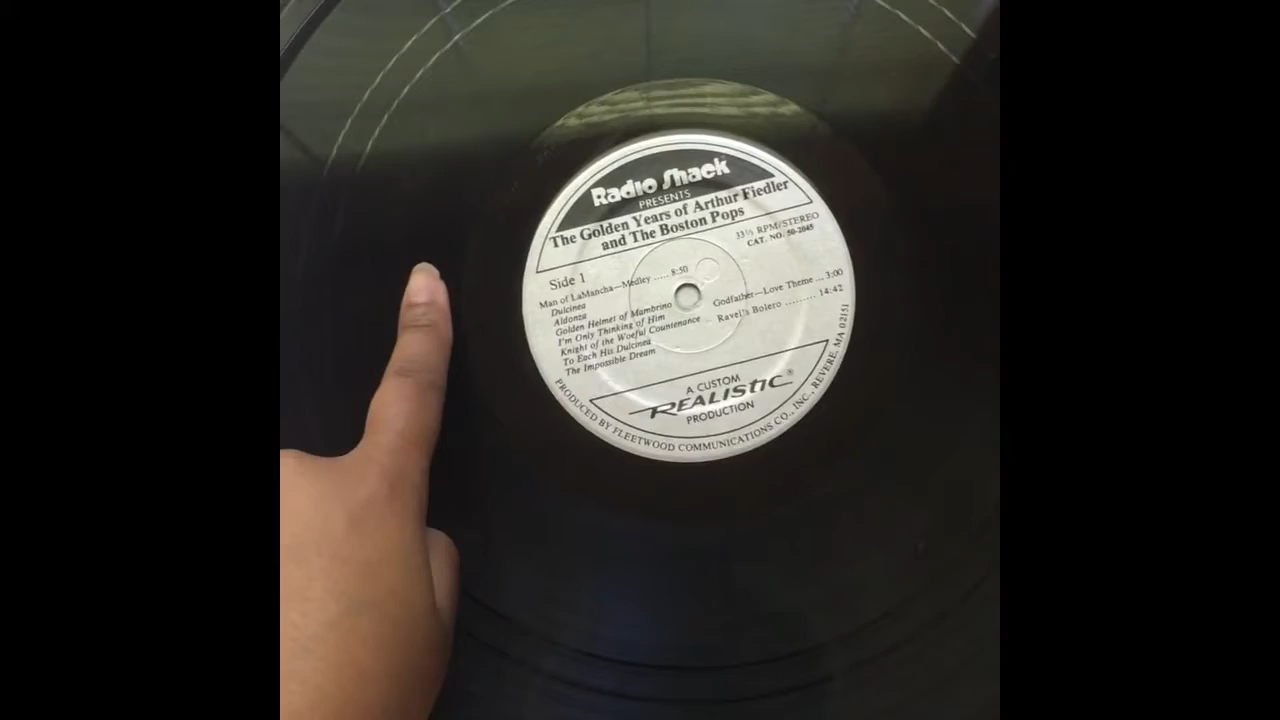 Radio Shack
PRESENTS
The Golden Years of Arthur Fiedler
and The Boston Pops
33⅓ RPM/STEREO
CAT. NO. 50-2045
Side 1
Man of LaMancha—Medley ..... 8:50
Dulcinea
Aldonza
Golden Helmet of Mambrino
I'm Only Thinking of Him
Knight of the Woeful Countenance
To Each His Dulcinea
The Impossible Dream
Godfather—Love Theme ... 3:00
Ravel's Bolero ......... 14:42
A CUSTOM
REALISTIC®
PRODUCTION
PRODUCED BY FLEETWOOD COMMUNICATIONS CO., INC., REVERE, MA 02151